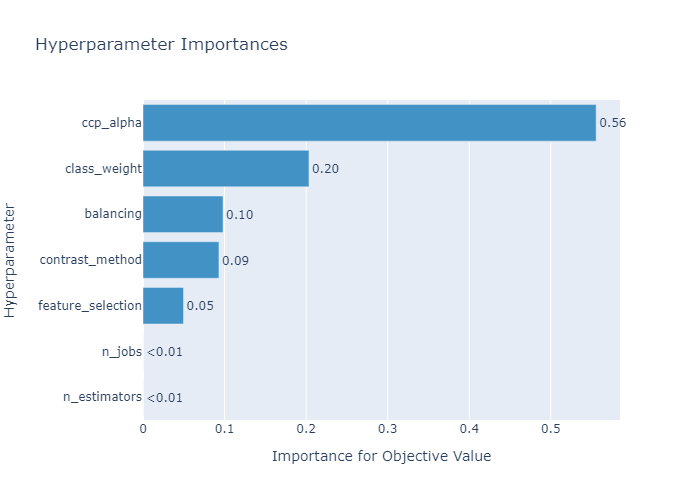 Hyperparameter Importances
Hyperparameter
ccp_alpha 0.56
class_weight 0.20
balancing 0.10
contrast_method 0.09
feature_selection 0.05
n_jobs <0.01
n_estimators <0.01
0 0.1 0.2 0.3 0.4 0.5
Importance for Objective Value